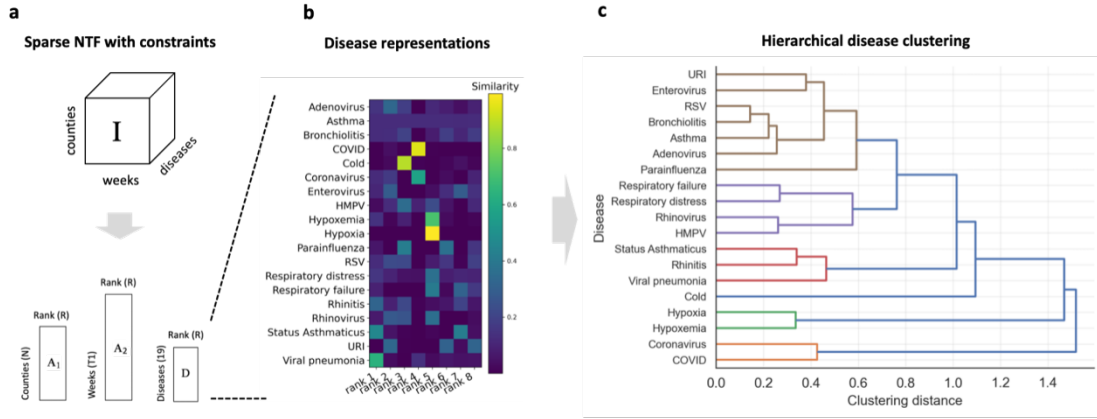 a
Sparse NTF with constraints
counties
I
diseases
weeks
Rank (R)
Rank (R)
Rank (R)
Counties (N)
A1
Weeks (T1)
A2
Diseases (19)
D
b
Disease representations
Similarity
Adenovirus
Asthma
Bronchiolitis
COVID
Cold
Coronavirus
Enterovirus
HMPV
Hypoxemia
Hypoxia
Parainfluenza
RSV
Respiratory distress
Respiratory failure
Rhinitis
Rhinovirus
Status Asthmaticus
URI
Viral pneumonia
0.8
0.6
0.4
0.2
rank 1
rank 2
rank 3
rank 4
rank 5
rank 6
rank 7
rank 8
c
Hierarchical disease clustering
Disease
URI
Enterovirus
RSV
Bronchiolitis
Asthma
Adenovirus
Parainfluenza
Respiratory failure
Respiratory distress
Rhinovirus
HMPV
Status Asthmaticus
Rhinitis
Viral pneumonia
Cold
Hypoxia
Hypoxemia
Coronavirus
COVID
0.0 0.2 0.4 0.6 0.8 1.0 1.2 1.4
Clustering distance